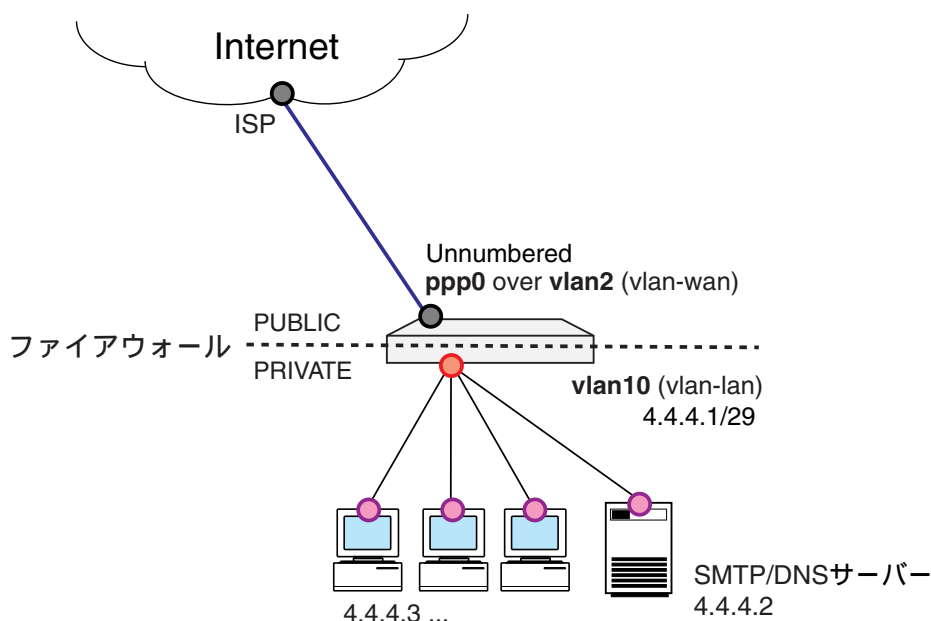 Internet
ISP
Unnumbered
ppp0 over vlan2 (vlan-wan)
PUBLIC
ファイアウォール
PRIVATE
vlan10 (vlan-lan)
4.4.4.1/29
SMTP/DNSサーバー
4.4.4.2
4.4.4.3 ...